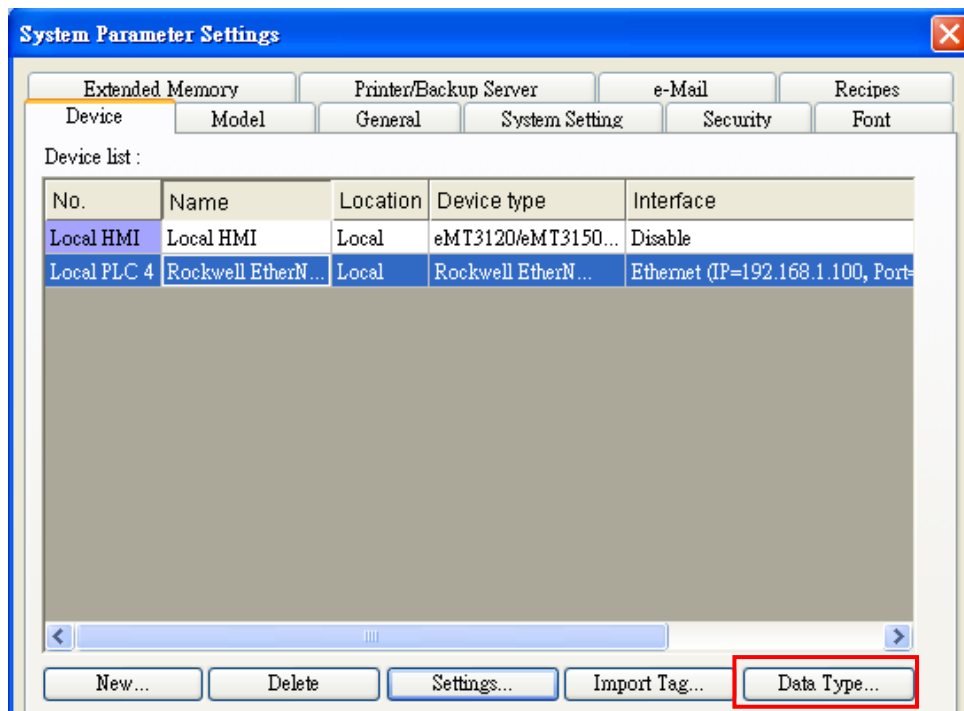 System Parameter Settings
Extended Memory Printer/Backup Server e-Mail Recipes
Device Model General System Setting Security Font
Device list :
No. Name Location Device type Interface
Local HMI Local HMI Local eMT3120/eMT3150... Disable
Local PLC 4 Rockwell EtherN... Local Rockwell EtherN... Ethernet (IP=192.168.1.100, Port=
New... Delete Settings... Import Tag... Data Type...